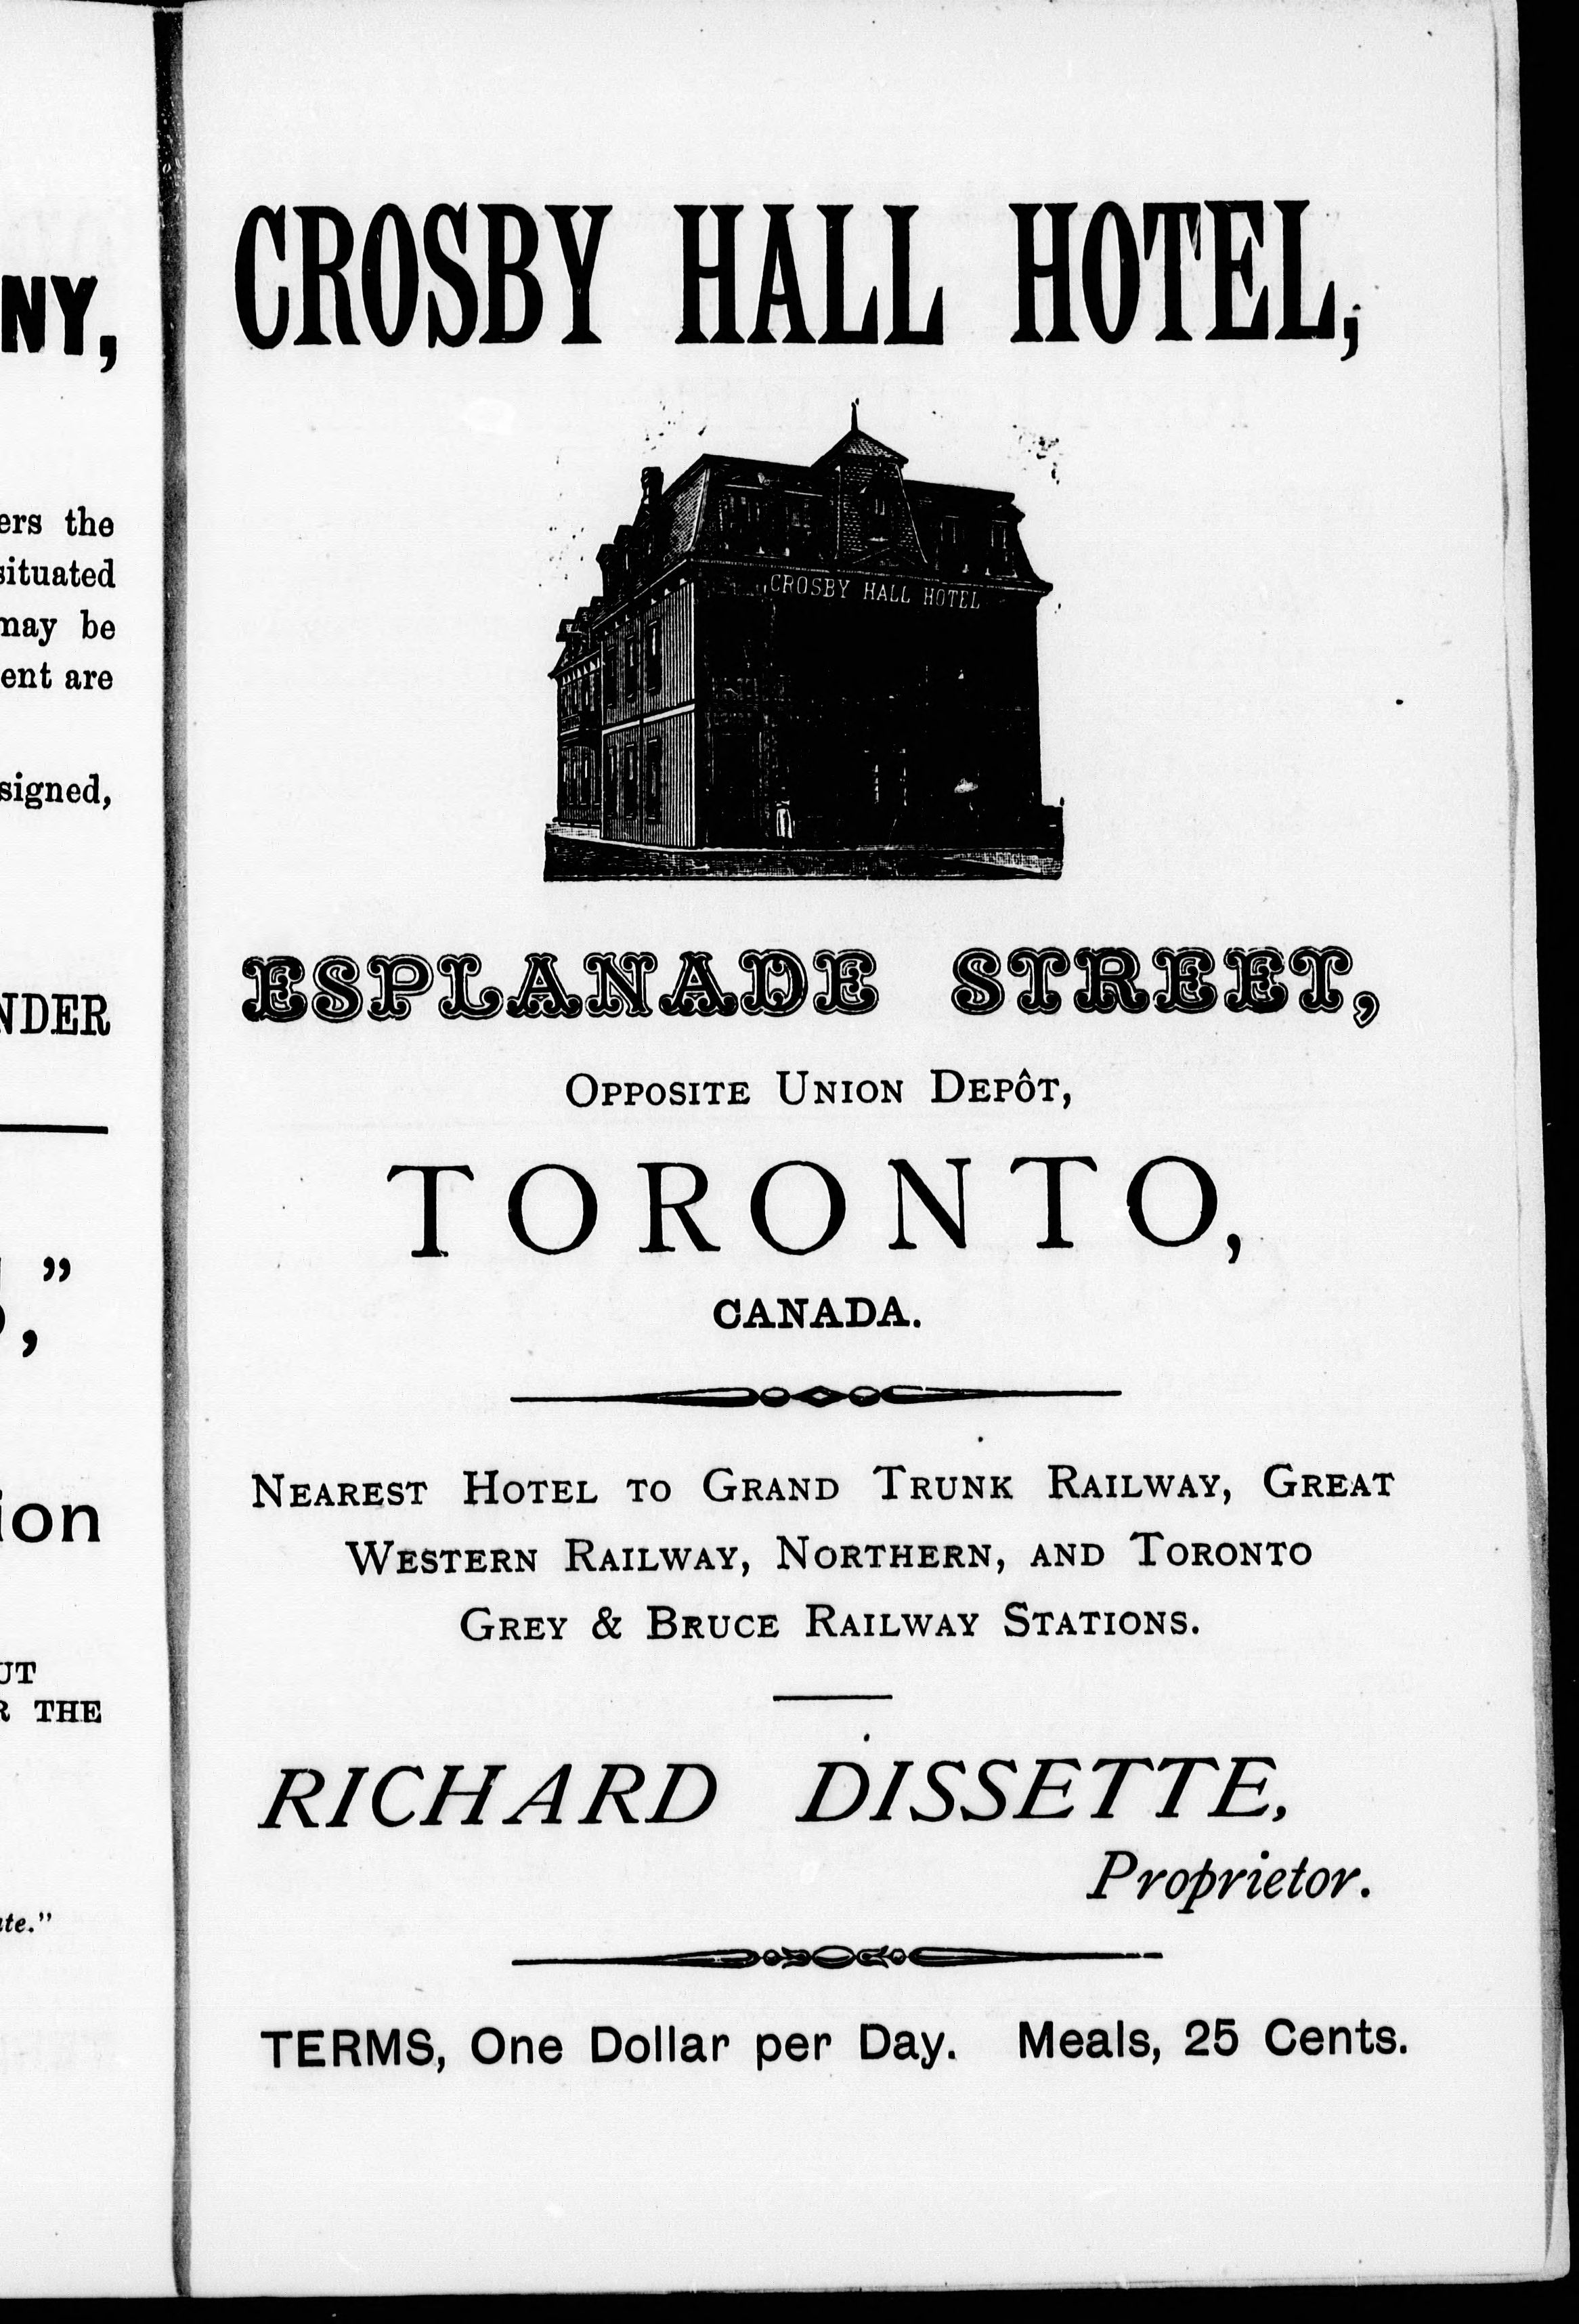 NY,
ers the
situated
may be
ent are
signed,
NDER
,”
,
ion
UT
R THE
ate."
CROSBY HALL HOTEL,
CROSBY HALL HOTEL
ESPLANADE STREET,
OPPOSITE UNION DEPÔT,
TORONTO,
CANADA.
NEAREST HOTEL TO GRAND TRUNK RAILWAY, GREAT
WESTERN RAILWAY, NORTHERN, AND TORONTO
GREY & BRUCE RAILWAY STATIONS.
RICHARD DISSETTE,
Proprietor.
TERMS, One Dollar per Day. Meals, 25 Cents.